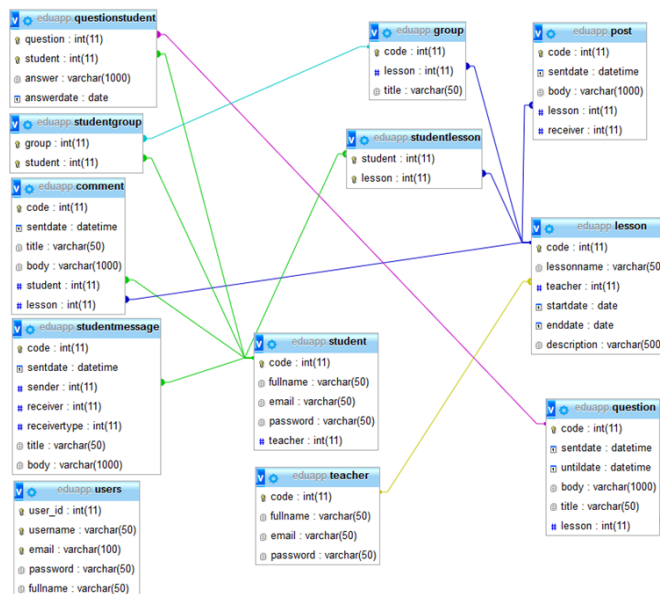 eduapp questionstudent
question : int(11)
student : int(11)
answer : varchar(1000)
answerdate : date
eduapp group
code : int(11)
lesson : int(11)
title : varchar(50)
eduapp post
code : int(11)
sentdate : datetime
body : varchar(1000)
lesson : int(11)
receiver : int(11)
eduapp studentgroup
group : int(11)
student : int(11)
eduapp studentlesson
student : int(11)
lesson : int(11)
eduapp comment
code : int(11)
sentdate : datetime
title : varchar(50)
body : varchar(1000)
student : int(11)
lesson : int(11)
eduapp lesson
code : int(11)
lessonname : varchar(50
teacher : int(11)
startdate : date
enddate : date
description : varchar(500
eduapp studentmessage
code : int(11)
sentdate : datetime
sender : int(11)
receiver : int(11)
receivertype : int(11)
title : varchar(50)
body : varchar(1000)
eduapp student
code : int(11)
fullname : varchar(50)
email : varchar(50)
password : varchar(50)
teacher : int(11)
eduapp question
code : int(11)
sentdate : datetime
untildate : datetime
body : varchar(1000)
title : varchar(50)
lesson : int(11)
eduapp teacher
code : int(11)
fullname : varchar(50)
email : varchar(50)
password : varchar(50)
eduapp users
user_id : int(11)
username : varchar(50)
email : varchar(100)
password : varchar(50)
fullname : varchar(50)